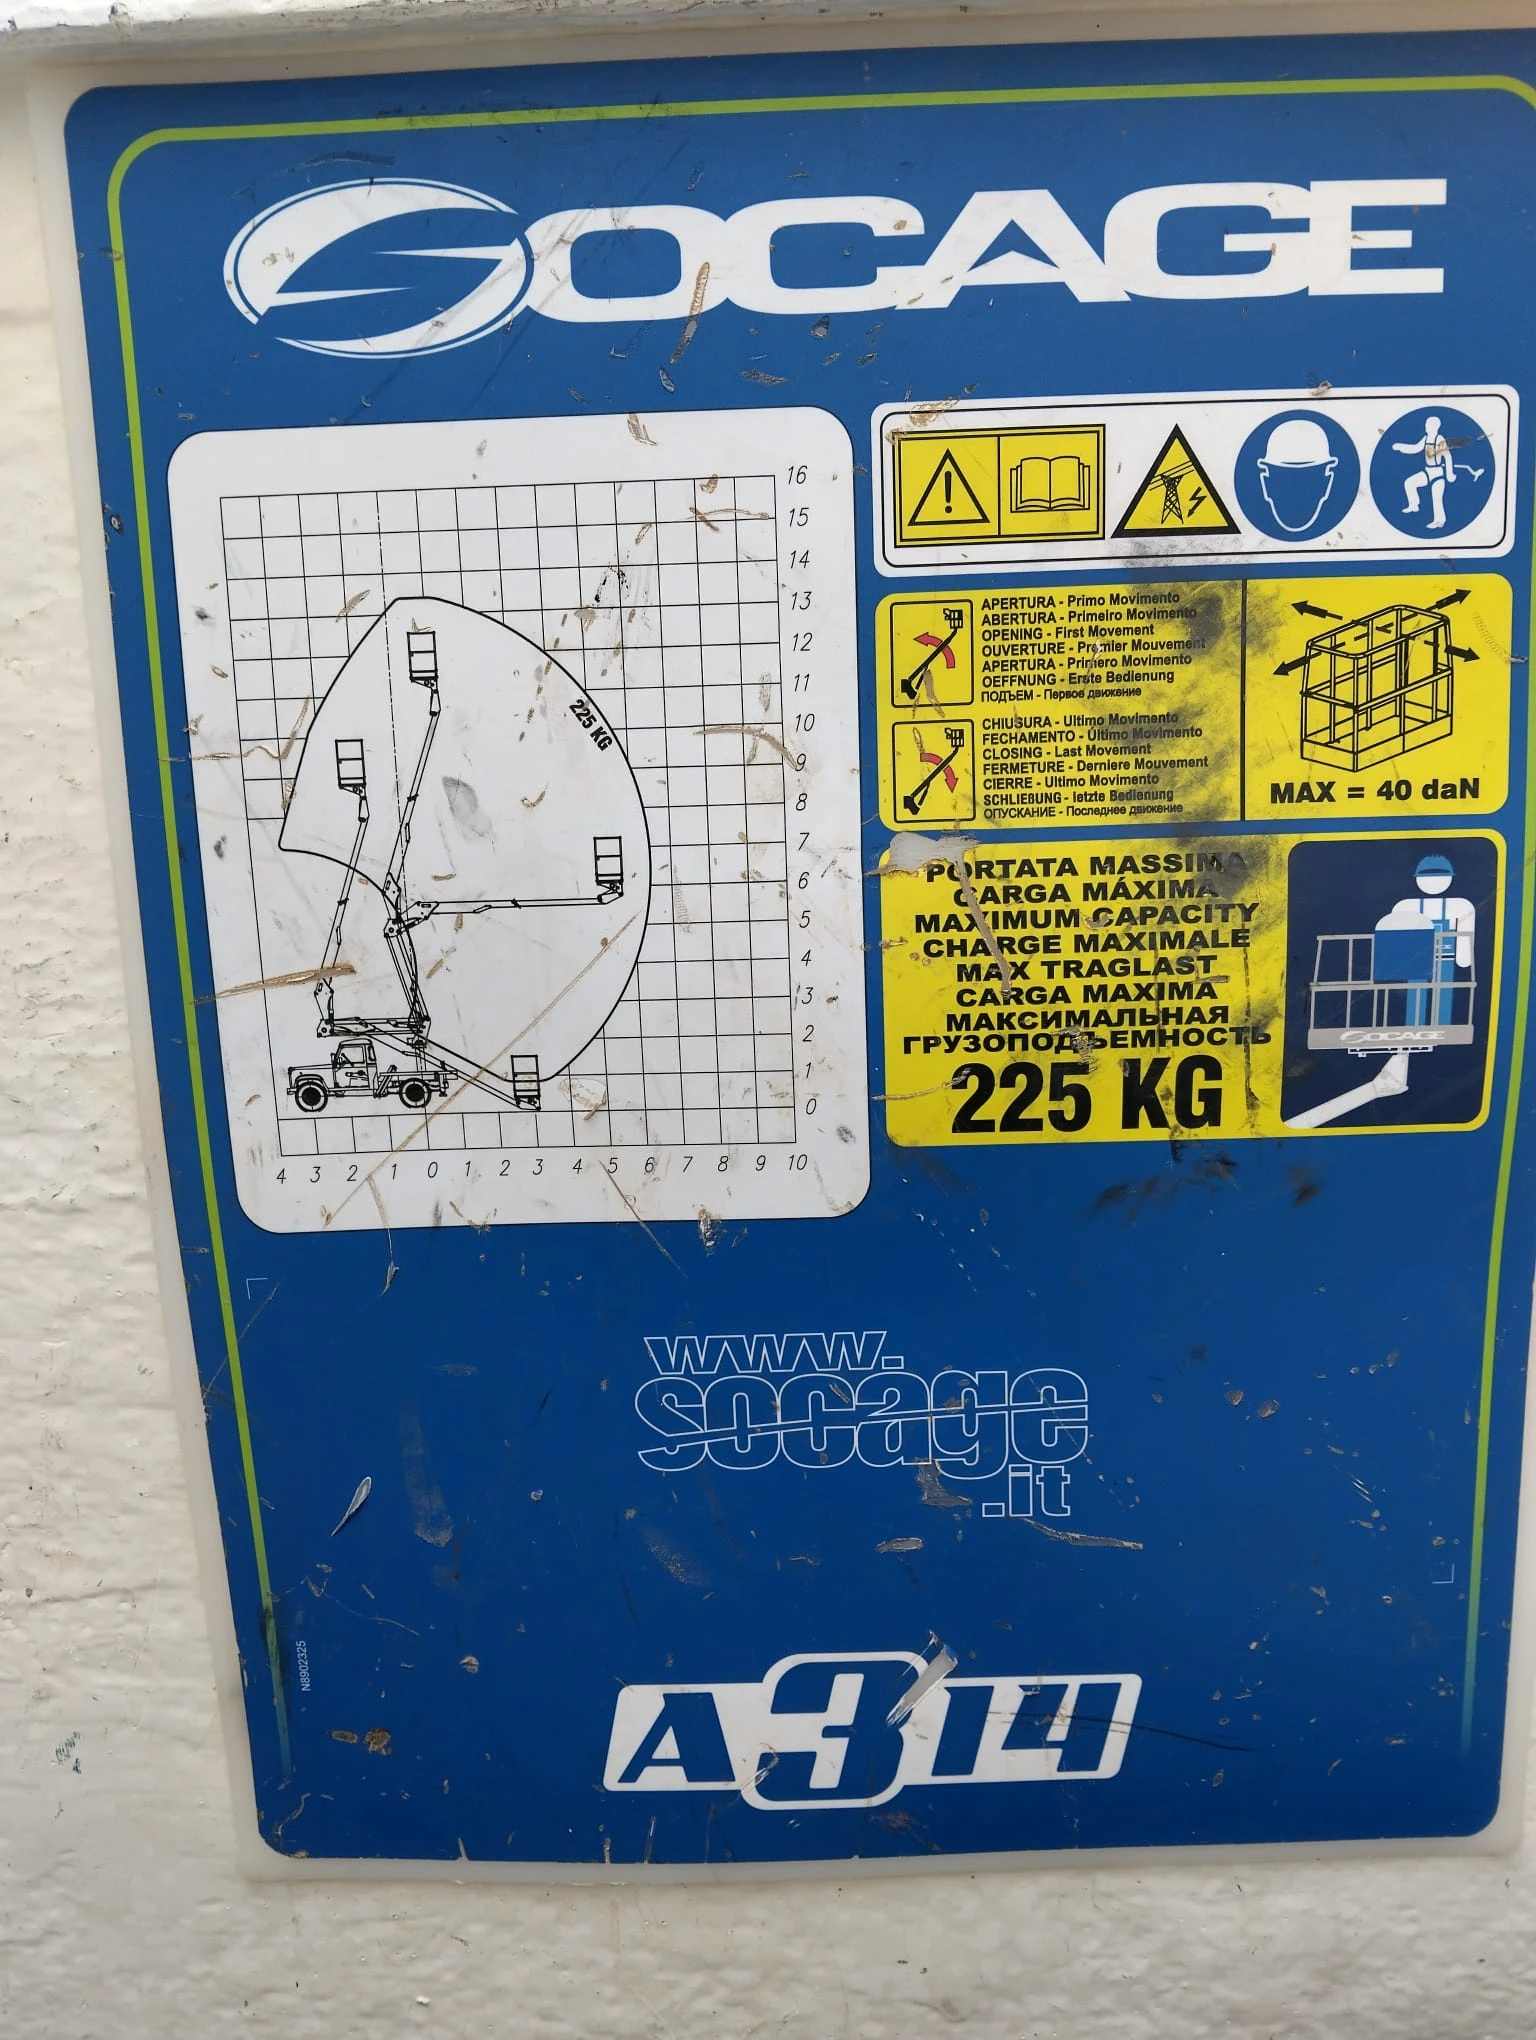 SOCAGE
16
15
14
13
12
11
10
9
8
7
6
5
4
3
2
1
0
4 3 2 1 0 1 2 3 4 5 6 7 8 9 10
225 KG
APERTURA - Primo Movimento
ABERTURA - Primeiro Movimento
OPENING - First Movement
OUVERTURE - Premier Mouvement
APERTURA - Primero Movimento
OEFFNUNG - Erste Bedienung
ПОДЪЕМ - Первое движение
CHIUSURA - Ultimo Movimento
FECHAMENTO - Último Movimento
CLOSING - Last Movement
FERMETURE - Derniere Mouvement
CIERRE - Ultimo Movimento
SCHLIEßUNG - letzte Bedienung
ОПУСКАНИЕ - Последнее движение
MAX = 40 daN
PORTATA MASSIMA
CARGA MÁXIMA
MAXIMUM CAPACITY
CHARGE MAXIMALE
MAX TRAGLAST
CARGA MAXIMA
МАКСИМАЛЬНАЯ
ГРУЗОПОДЪЕМНОСТЬ
225 KG
SOCAGE
www.
socage
.it
N8902325
A314